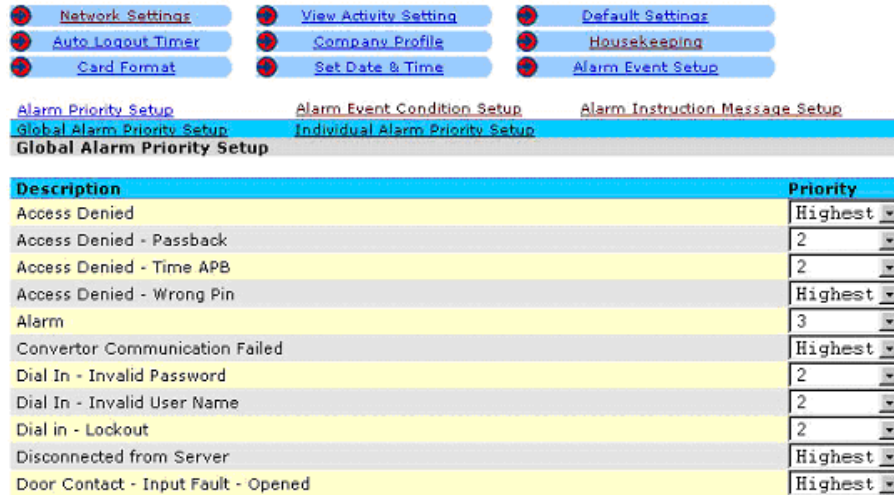 Network Settings View Activity Setting Default Settings
Auto Logout Timer Company Profile Housekeeping
Card Format Set Date & Time Alarm Event Setup
Alarm Priority Setup Alarm Event Condition Setup Alarm Instruction Message Setup
Global Alarm Priority Setup Individual Alarm Priority Setup
Global Alarm Priority Setup
Description Priority
Access Denied Highest
Access Denied - Passback 2
Access Denied - Time APB 2
Access Denied - Wrong Pin Highest
Alarm 3
Convertor Communication Failed Highest
Dial In - Invalid Password 2
Dial In - Invalid User Name 2
Dial in - Lockout 2
Disconnected from Server Highest
Door Contact - Input Fault - Opened Highest